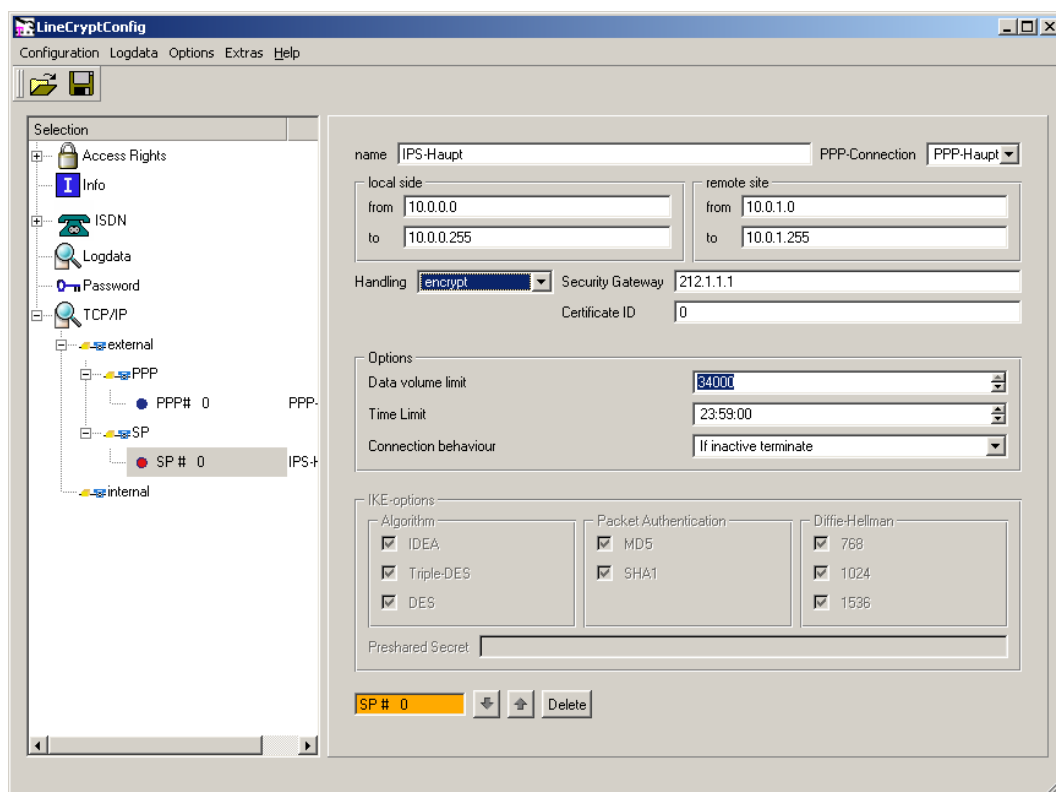 LineCryptConfig
Configuration Logdata Options Extras Help
Selection
Access Rights
Info
ISDN
Logdata
Password
TCP/IP
external
PPP
PPP# 0 PPP-
SP
SP # 0 IPS-H
internal
name IPS-Haupt PPP-Connection PPP-Haupt
local side remote site
from 10.0.0.0 from 10.0.1.0
to 10.0.0.255 to 10.0.1.255
Handling encrypt Security Gateway 212.1.1.1
Certificate ID 0
Options
Data volume limit 34000
Time Limit 23:59:00
Connection behaviour If inactive terminate
IKE-options
Algorithm Packet Authentication Diffie-Hellman
IDEA MD5 768
Triple-DES SHA1 1024
DES 1536
Preshared Secret
SP # 0 Delete